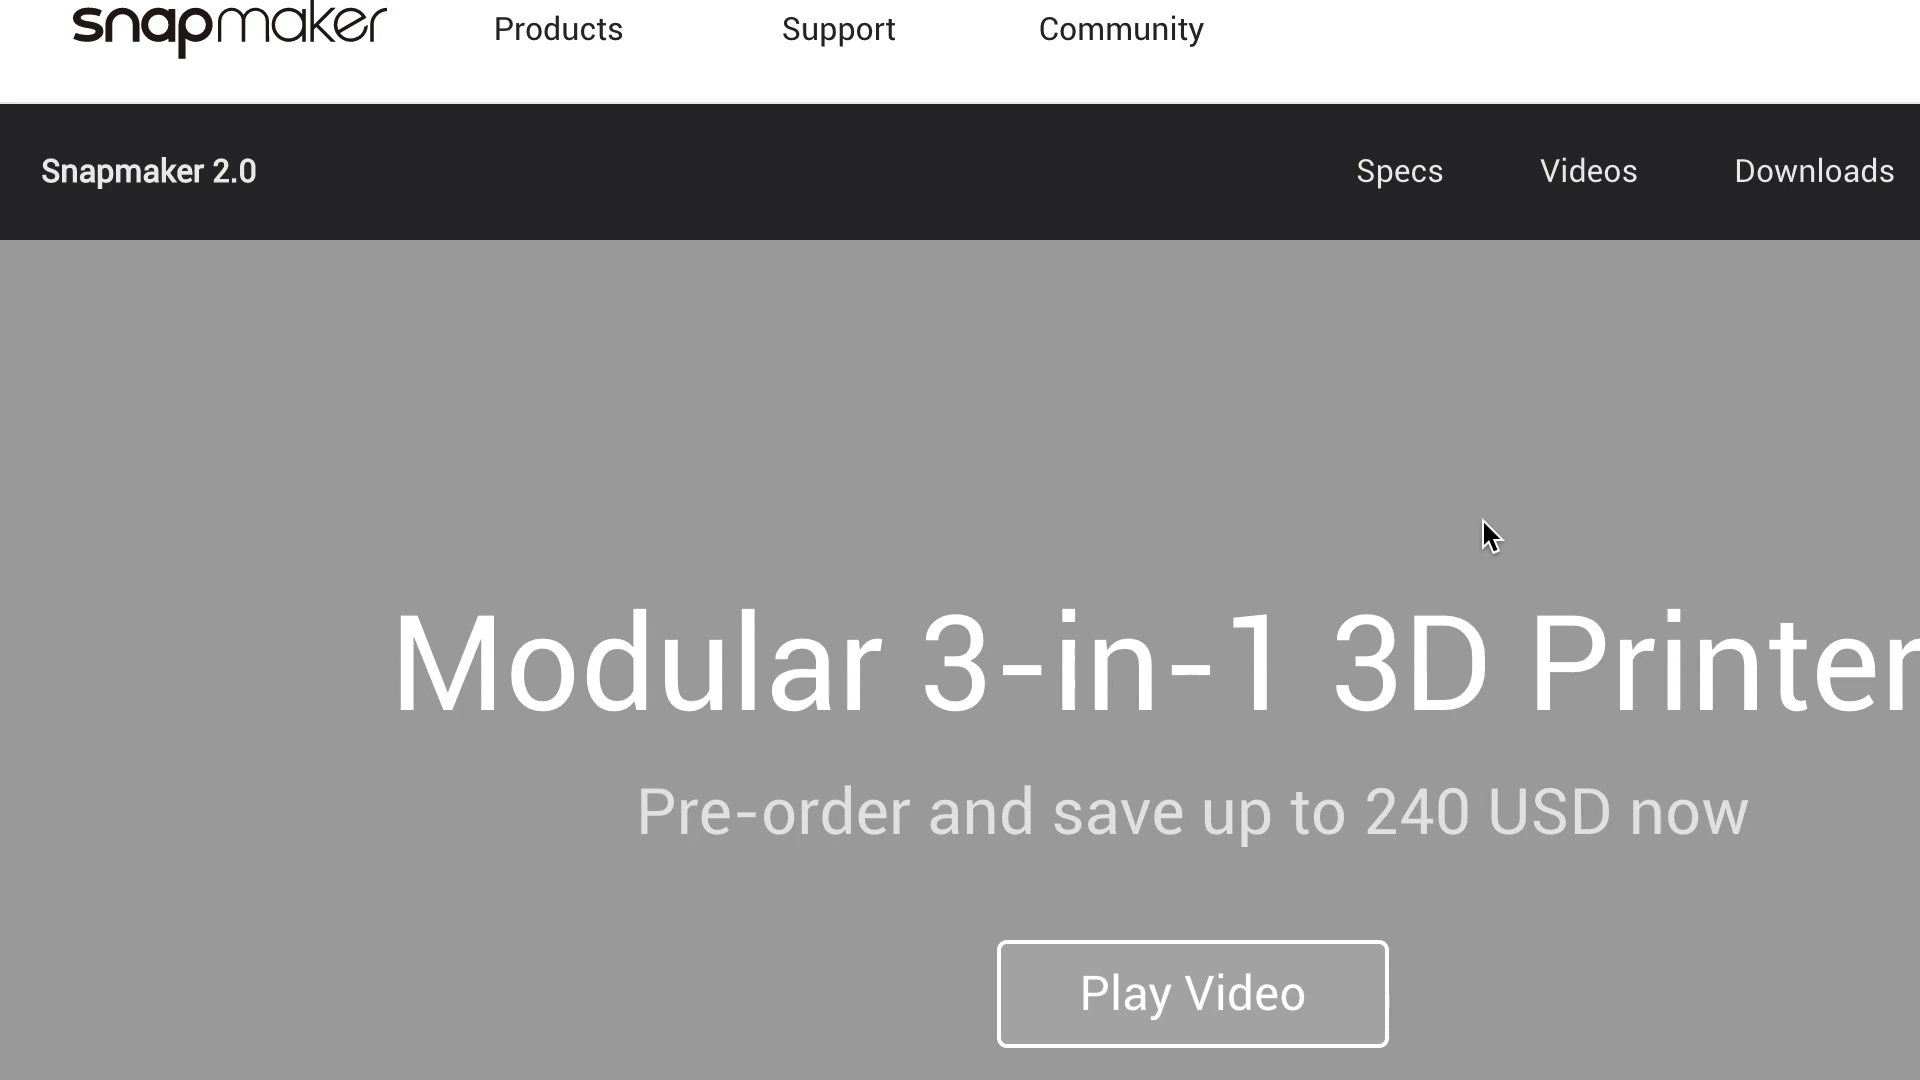 snapmaker Products Support Community
Snapmaker 2.0 Specs Videos Downloads
Modular 3-in-1 3D Printer
Pre-order and save up to 240 USD now
Play Video